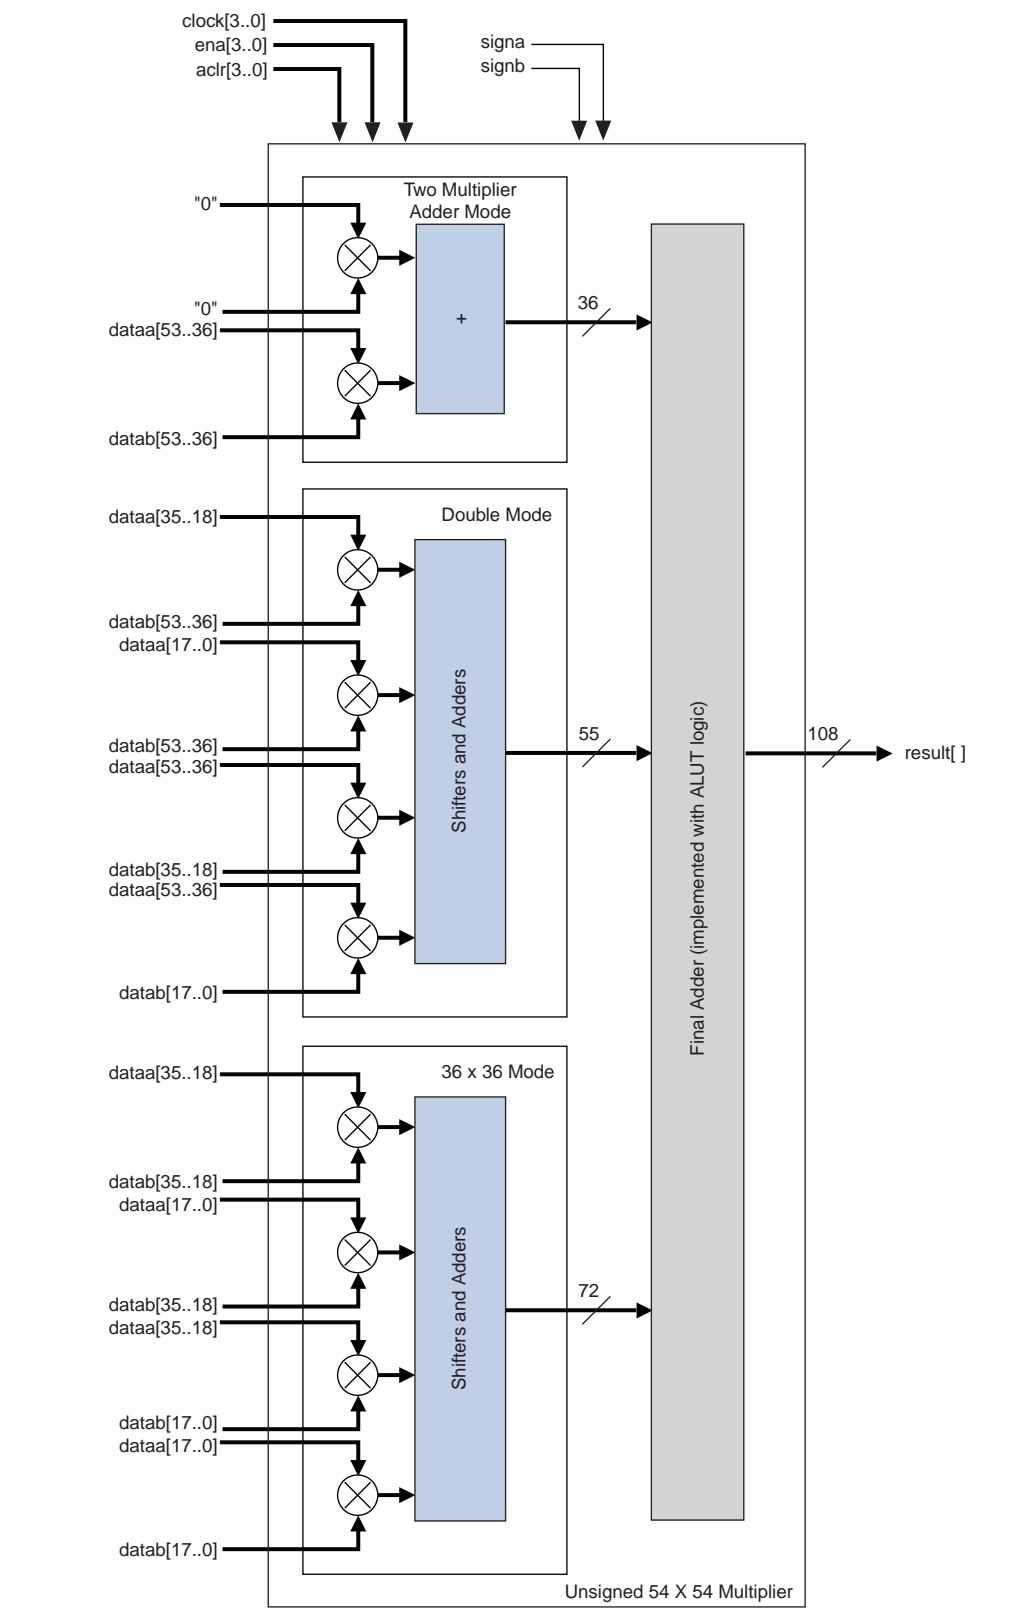 clock[3..0]
ena[3..0]
aclr[3..0]
signa
signb
Two Multiplier
Adder Mode
"0"
"0"
dataa[53..36]
datab[53..36]
+
36
Double Mode
dataa[35..18]
datab[53..36]
dataa[17..0]
datab[53..36]
dataa[53..36]
datab[35..18]
dataa[53..36]
datab[17..0]
Shifters and Adders
55
Final Adder (implemented with ALUT logic)
108
result[ ]
36 x 36 Mode
dataa[35..18]
datab[35..18]
dataa[17..0]
datab[35..18]
dataa[35..18]
datab[17..0]
dataa[17..0]
datab[17..0]
Shifters and Adders
72
Unsigned 54 X 54 Multiplier